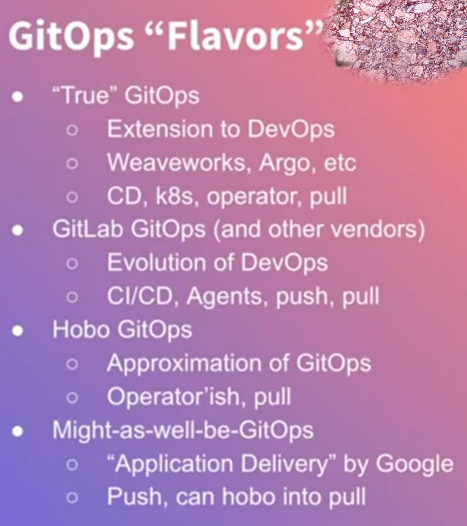 GitOps “Flavors”
● “True” GitOps
○ Extension to DevOps
○ Weaveworks, Argo, etc
○ CD, k8s, operator, pull
● GitLab GitOps (and other vendors)
○ Evolution of DevOps
○ CI/CD, Agents, push, pull
● Hobo GitOps
○ Approximation of GitOps
○ Operator’ish, pull
● Might-as-well-be-GitOps
○ “Application Delivery” by Google
○ Push, can hobo into pull